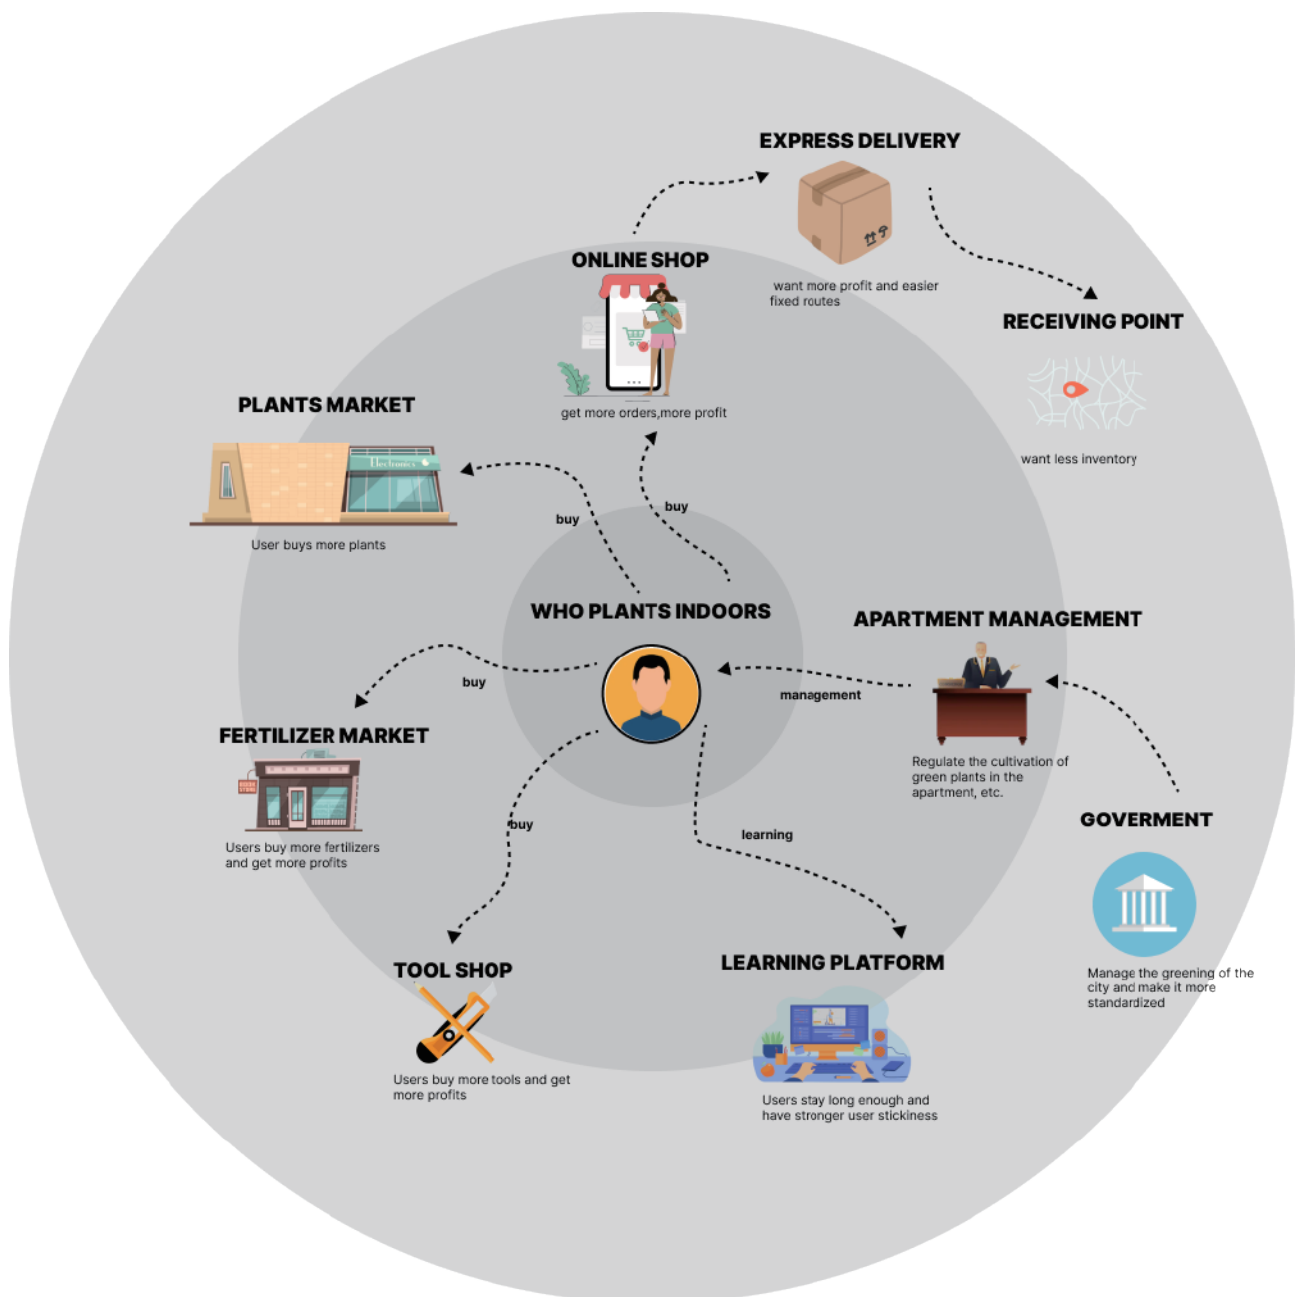 EXPRESS DELIVERY
want more profit and easier
fixed routes
ONLINE SHOP
get more orders,more profit
RECEIVING POINT
want less inventory
PLANTS MARKET
Electronics
User buys more plants
buy
buy
WHO PLANTS INDOORS
APARTMENT MANAGEMENT
management
Regulate the cultivation of
green plants in the
apartment, etc.
buy
FERTILIZER MARKET
Users buy more fertilizers
and get more profits
GOVERMENT
Manage the greening of the
city and make it more
standardized
buy
learning
TOOL SHOP
Users buy more tools and get
more profits
LEARNING PLATFORM
Users stay long enough and
have stronger user stickiness